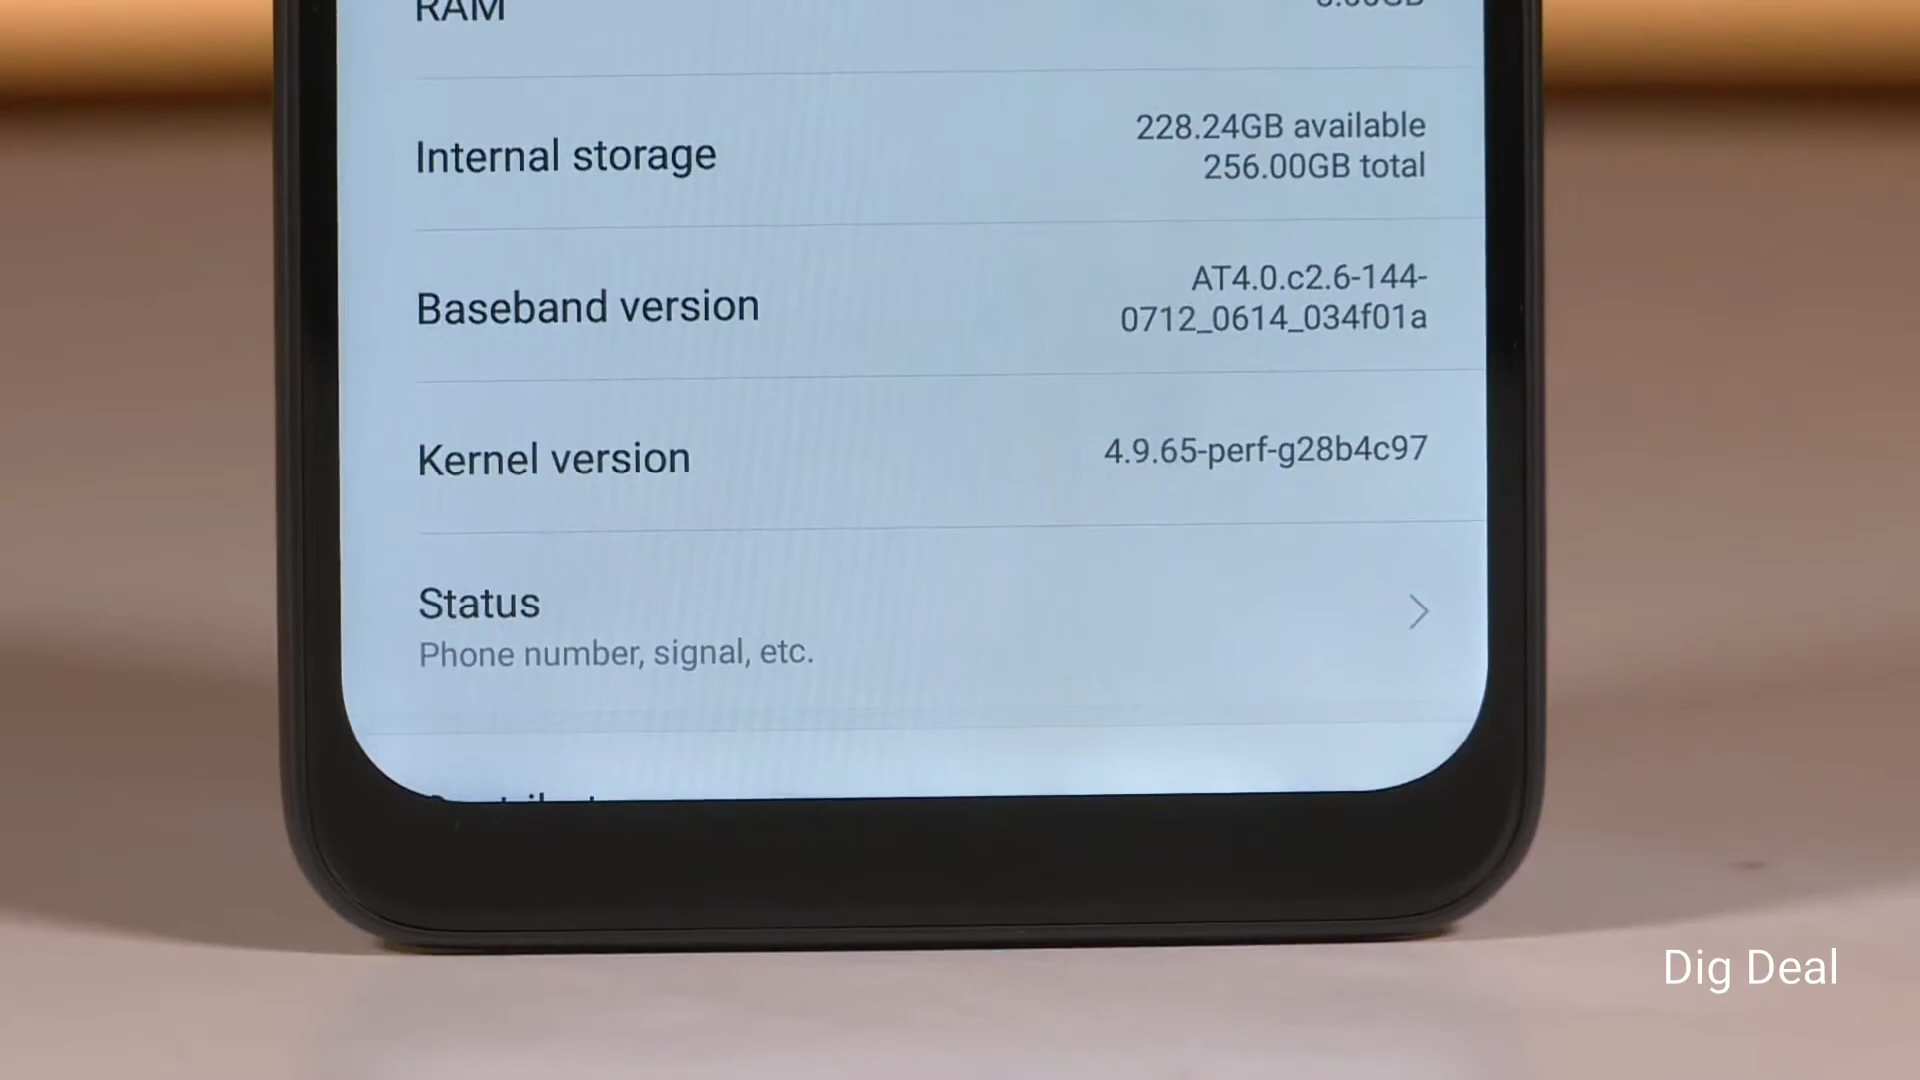 RAM
Internal storage
228.24GB available
256.00GB total
Baseband version
AT4.0.c2.6-144-
0712_0614_034f01a
Kernel version
4.9.65-perf-g28b4c97
Status
Phone number, signal, etc.
Dig Deal